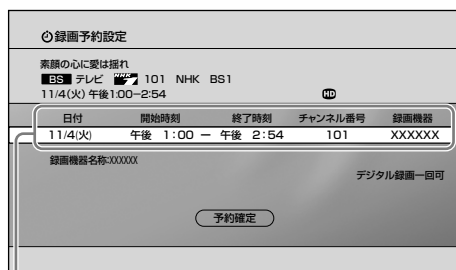 録画予約設定
素顔の心に愛は揺れ
BS テレビ NHK 101 NHK BS1
11/4(火) 午後1:00−2:54 HD
日付 開始時刻 終了時刻 チャンネル番号 録画機器
11/4(火) 午後 1:00 − 午後 2:54 101 XXXXXX
録画機器名称:XXXXXX
デジタル録画一回可
予約確定